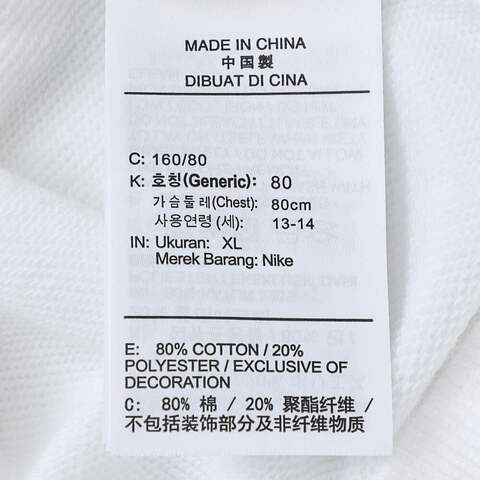 MADE IN CHINA
中国製
DIBUAT DI CINA
C: 160/80
K: 호칭(Generic): 80
가슴둘레(Chest): 80cm
사용연령 (세): 13-14
IN: Ukuran: XL
Merek Barang: Nike
E: 80% COTTON / 20%
POLYESTER / EXCLUSIVE OF
DECORATION
C: 80% 棉 / 20% 聚酯纤维 /
不包括装饰部分及非纤维物质